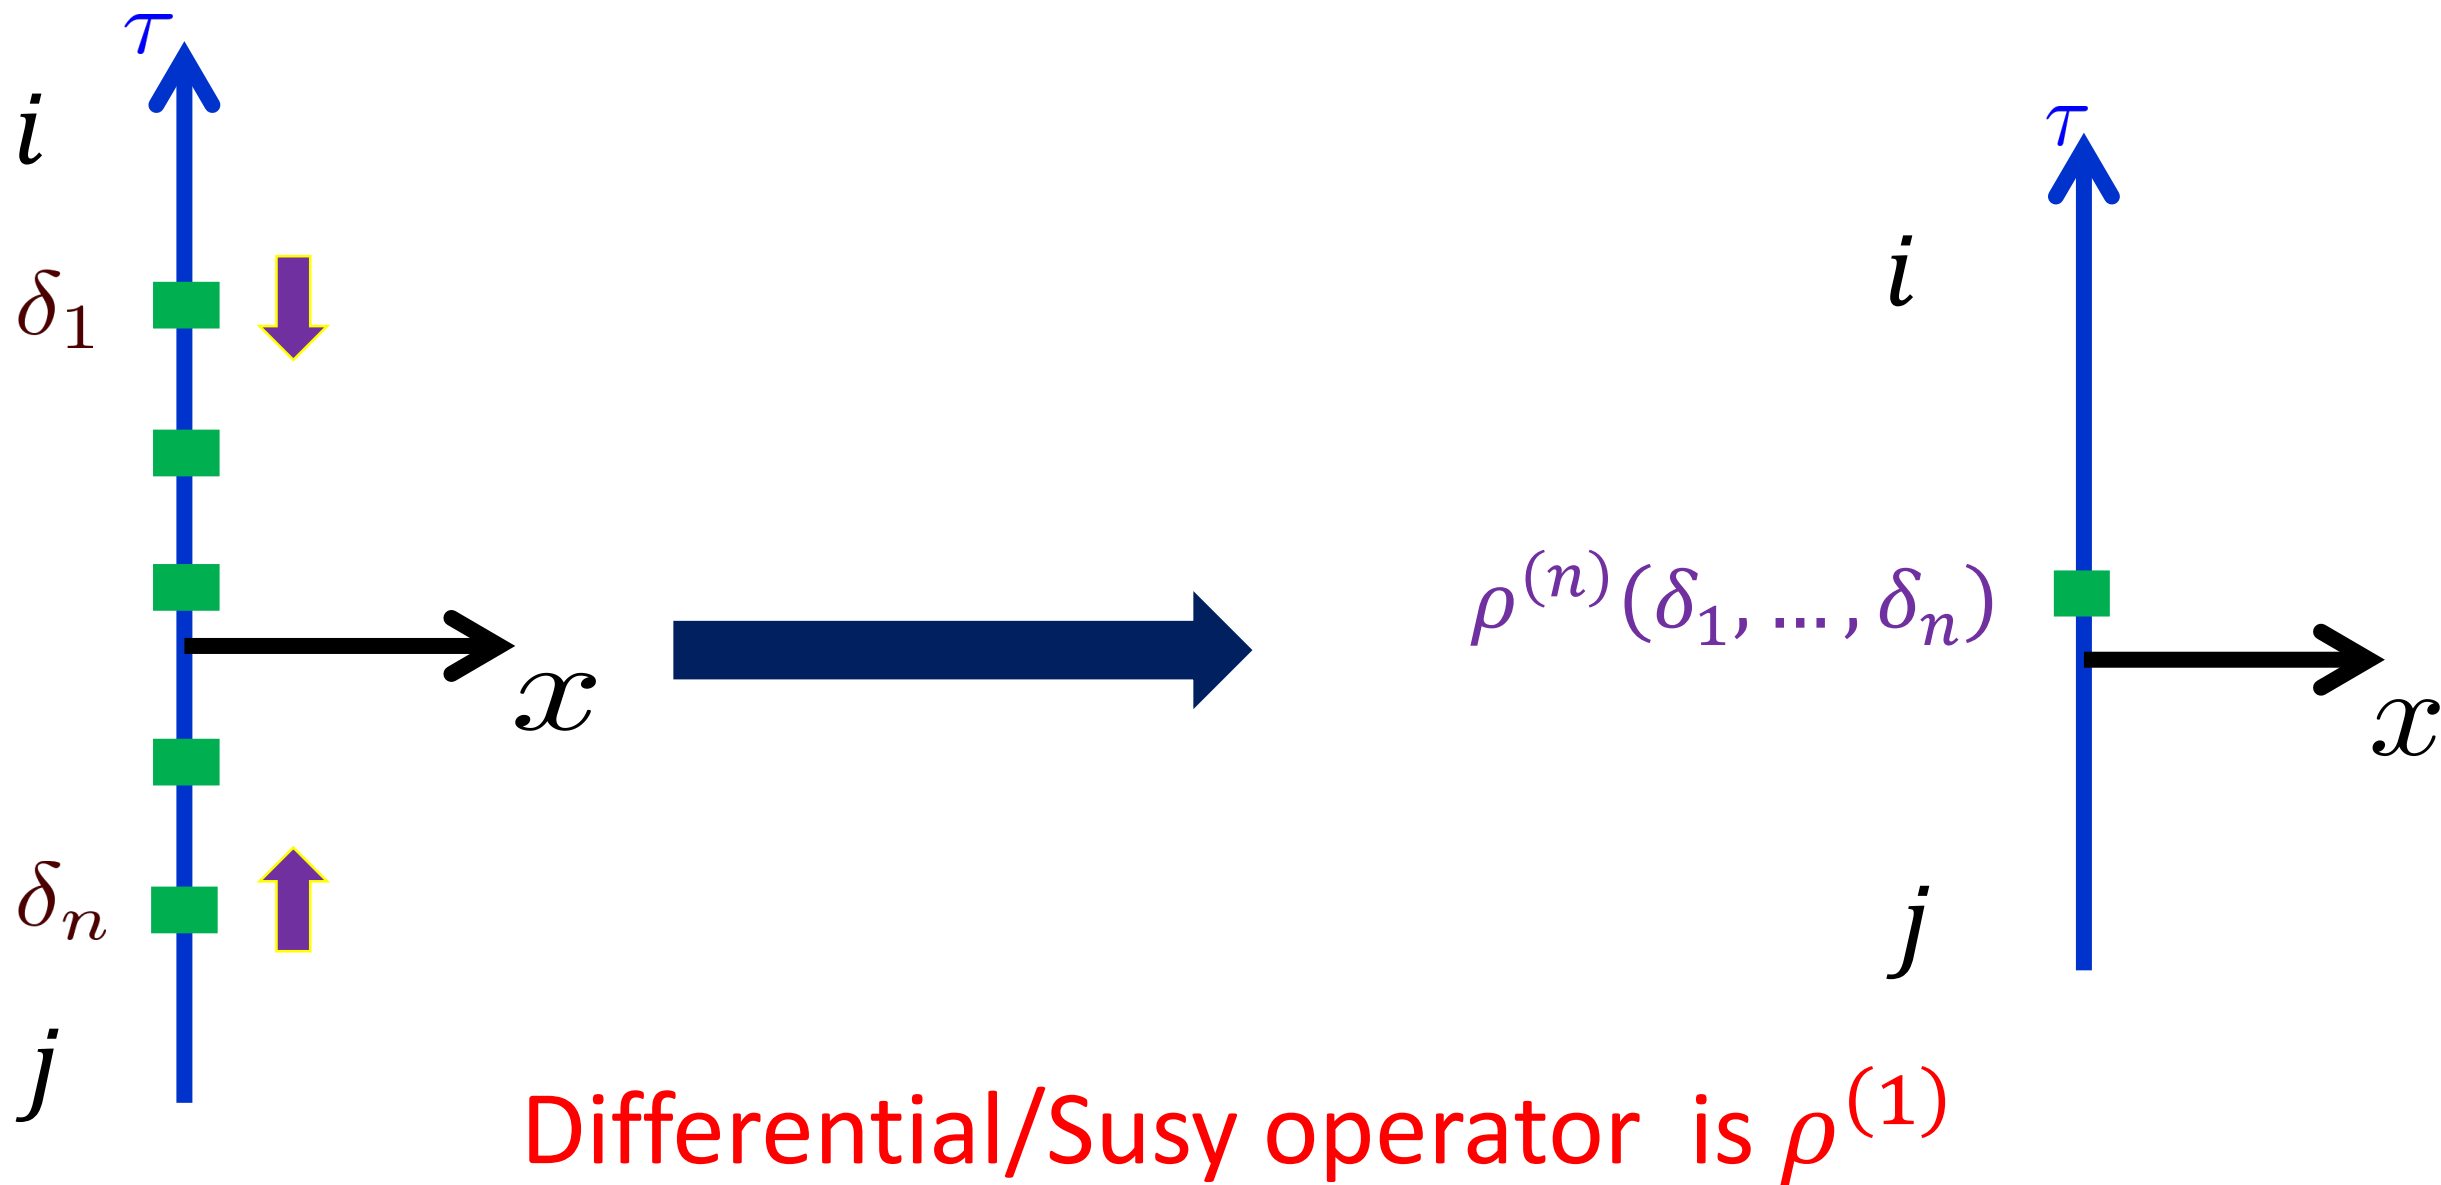 τ
i
δ₁
x
δₙ
j
τ
i
ρ⁽ⁿ⁾(δ₁, …, δₙ)
x
j
Differential/Susy operator is ρ⁽¹⁾